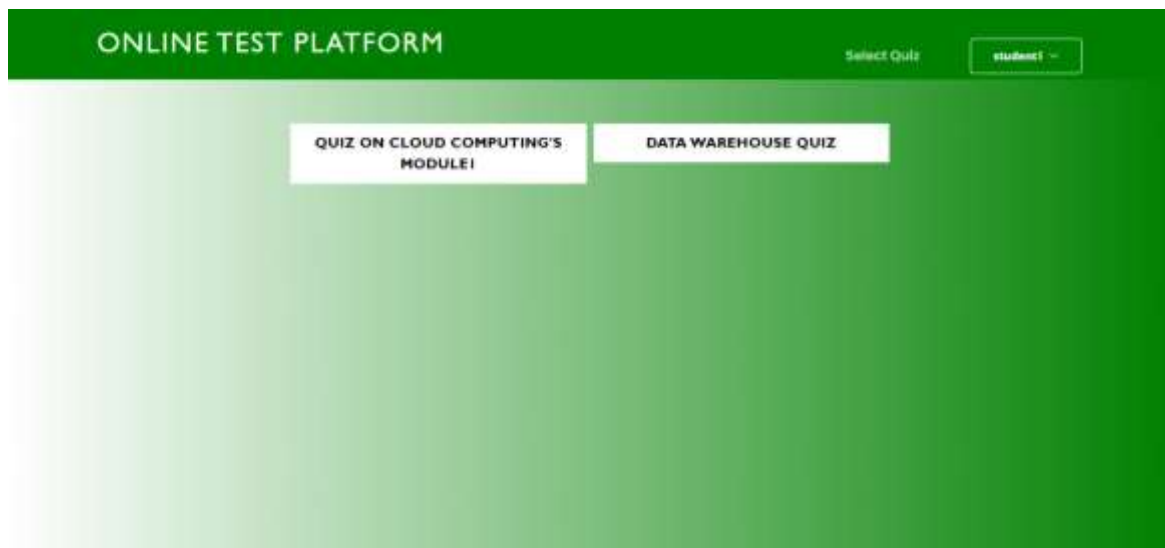 ONLINE TEST PLATFORM
Select Quiz
student1
QUIZ ON CLOUD COMPUTING'S
MODULE1
DATA WAREHOUSE QUIZ